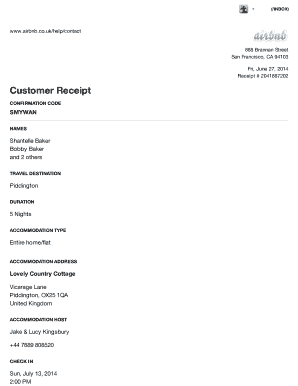 (INBOX)
www.airbnb.co.uk/help/contact
airbnb
888 Brannan Street
San Francisco, CA 94103
Fri, June 27, 2014
Receipt # 2041867202
Customer Receipt
CONFIRMATION CODE
SMYWAN
NAMES
Shantelle Baker
Bobby Baker
and 2 others
TRAVEL DESTINATION
Piddington
DURATION
5 Nights
ACCOMMODATION TYPE
Entire home/flat
ACCOMMODATION ADDRESS
Lovely Country Cottage
Vicarage Lane
Piddington, OX25 1QA
United Kingdom
ACCOMMODATION HOST
Jake & Lucy Kingsbury
+44 7889 808520
CHECK IN
Sun, July 13, 2014
2:00 PM